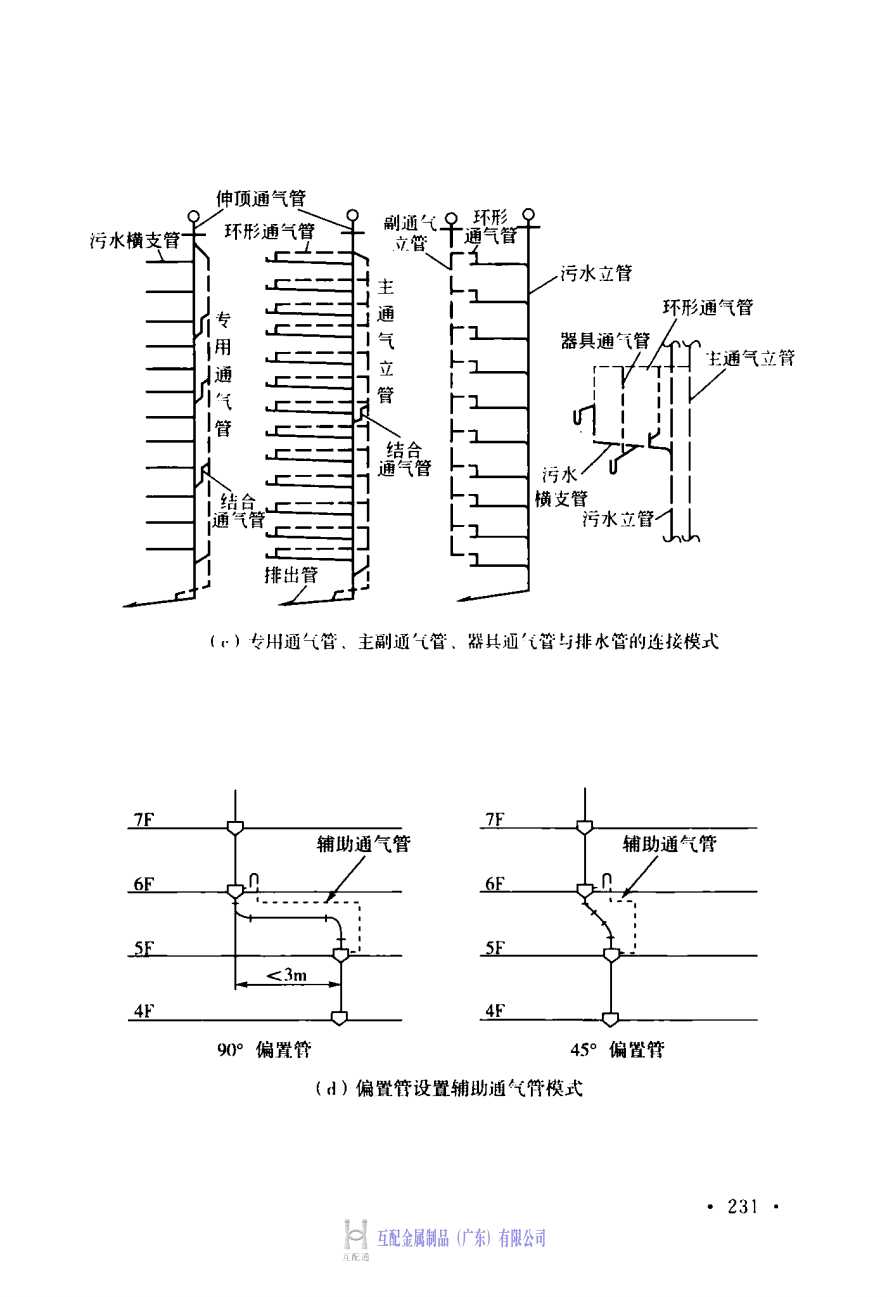 伸顶通气管
污水横支管
环形通气管
专用通气管
结合
通气管
主通气立管
结合
通气管
排出管
副通气
立管
环形
通气管
污水立管
环形通气管
器具通气管
主通气立管
污水
横支管
污水立管
(c) 专用通气管、主副通气管、器具通气管与排水管的连接模式
7F
辅助通气管
6F
5F
<3m
4F
90° 偏置管
7F
辅助通气管
6F
5F
4F
45° 偏置管
(d) 偏置管设置辅助通气管模式
· 231 ·
互配金属制品（广东）有限公司
互配通